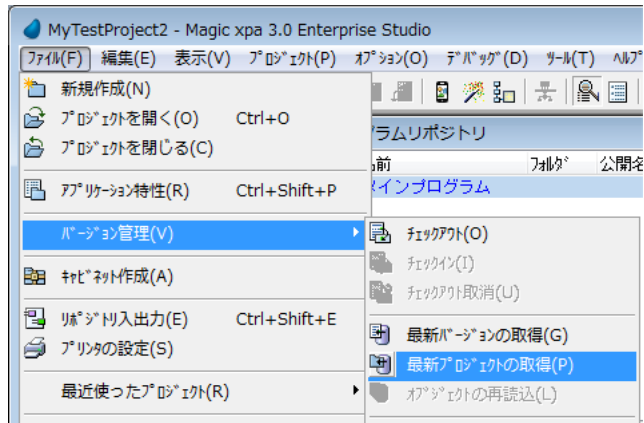 MyTestProject2 - Magic xpa 3.0 Enterprise Studio
ﾌｧｲﾙ(F) 編集(E) 表示(V) ﾌﾟﾛｼﾞｪｸﾄ(P) ｵﾌﾟｼｮﾝ(O) ﾃﾞﾊﾞｯｸﾞ(D) ﾂｰﾙ(T) ﾍﾙﾌﾟ
新規作成(N)
ﾌﾟﾛｼﾞｪｸﾄを開く(O) Ctrl+O
ﾌﾟﾛｼﾞｪｸﾄを閉じる(C)
ｱﾌﾟﾘｹｰｼｮﾝ特性(R) Ctrl+Shift+P
ﾊﾞｰｼﾞｮﾝ管理(V)
ｷｬﾋﾞﾈｯﾄ作成(A)
ﾘﾎﾟｼﾞﾄﾘ入出力(E) Ctrl+Shift+E
ﾌﾟﾘﾝﾀの設定(S)
最近使ったﾌﾟﾛｼﾞｪｸﾄ(R)
グラムリポジトリ
名前 ﾌｫﾙﾀﾞ 公開名
メインプログラム
ﾁｪｯｸｱｳﾄ(O)
ﾁｪｯｸｲﾝ(I)
ﾁｪｯｸｱｳﾄ取消(U)
最新ﾊﾞｰｼﾞｮﾝの取得(G)
最新ﾌﾟﾛｼﾞｪｸﾄの取得(P)
ｵﾌﾞｼﾞｪｸﾄの再読込(L)